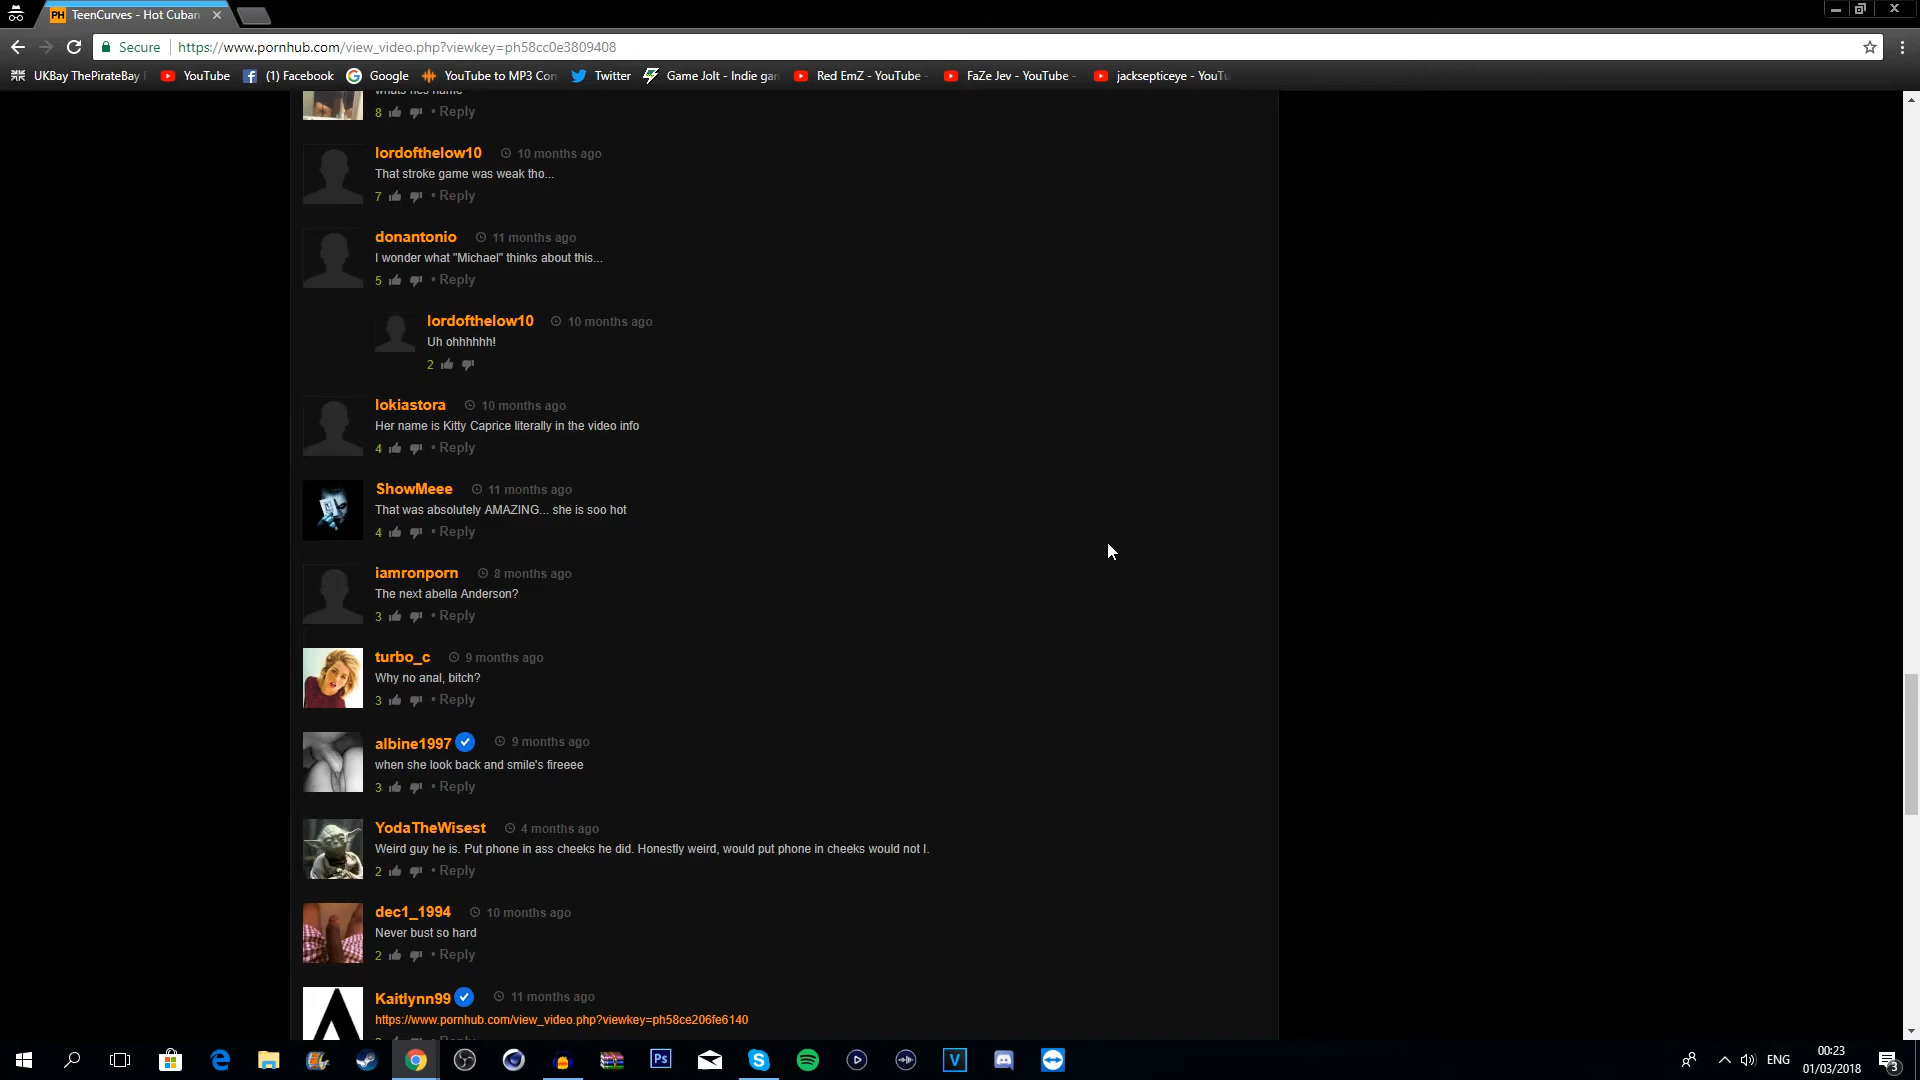 TeenCurves - Hot Cuban
Secure https://www.pornhub.com/view_video.php?viewkey=ph58cc0e3809408
UKBay ThePirateBay YouTube (1) Facebook Google YouTube to MP3 Con Twitter Game Jolt - Indie gar Red EmZ - YouTube FaZe Jev - YouTube jacksepticeye - YouTu
whats hes name
8 • Reply
lordofthelow10 10 months ago
That stroke game was weak tho...
7 • Reply
donantonio 11 months ago
I wonder what "Michael" thinks about this...
5 • Reply
lordofthelow10 10 months ago
Uh ohhhhhh!
2
lokiastora 10 months ago
Her name is Kitty Caprice literally in the video info
4 • Reply
ShowMeee 11 months ago
That was absolutely AMAZING... she is soo hot
4 • Reply
iamronporn 8 months ago
The next abella Anderson?
3 • Reply
turbo_c 9 months ago
Why no anal, bitch?
3 • Reply
albine1997 9 months ago
when she look back and smile's fireeee
3 • Reply
YodaTheWisest 4 months ago
Weird guy he is. Put phone in ass cheeks he did. Honestly weird, would put phone in cheeks would not I.
2 • Reply
dec1_1994 10 months ago
Never bust so hard
2 • Reply
Kaitlynn99 11 months ago
https://www.pornhub.com/view_video.php?viewkey=ph58ce206fe6140
ENG 00:23
01/03/2018 3